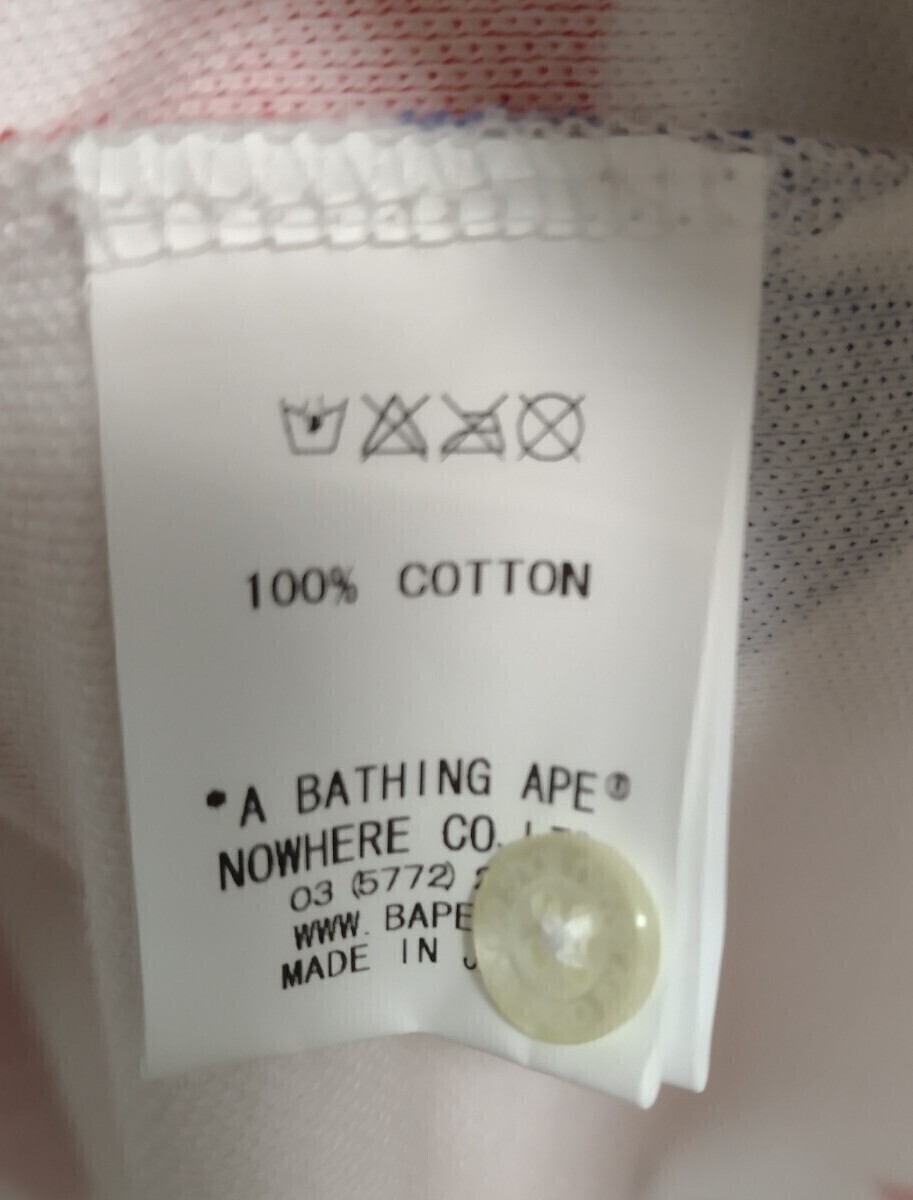 100% COTTON
*A BATHING APE®
NOWHERE CO.
03 (5772)
WWW. BAPE
MADE IN